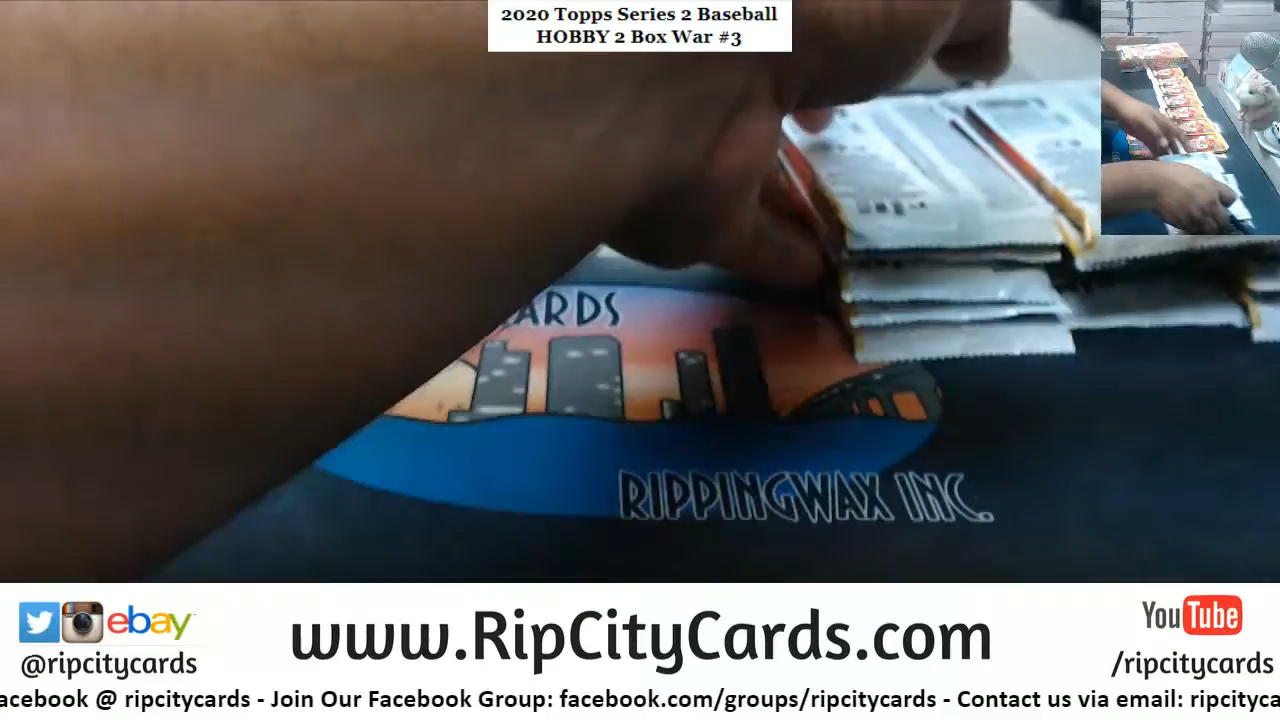 2020 Topps Series 2 Baseball
HOBBY 2 Box War #3
ARDS
RIPPINGWAX INC.
ebay
@ripcitycards
www.RipCityCards.com
YouTube
/ripcitycards
acebook @ ripcitycards - Join Our Facebook Group: facebook.com/groups/ripcitycards - Contact us via email: ripcityca